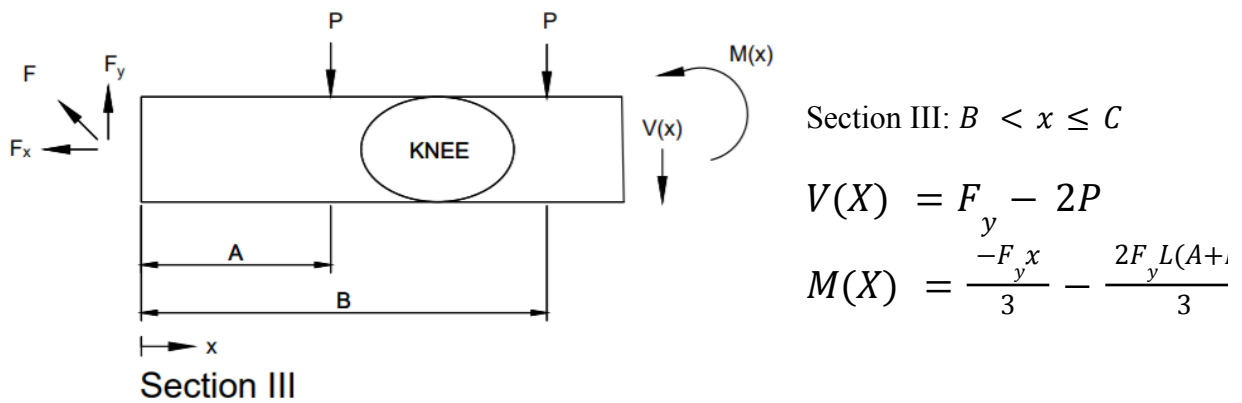 P P
M(x)
F F_y
V(x)
F_x
KNEE
A
B
x
Section III
Section III: B < x ≤ C
V(X) = F_y − 2P
M(X) = −F_y x / 3 − 2F_y L(A+